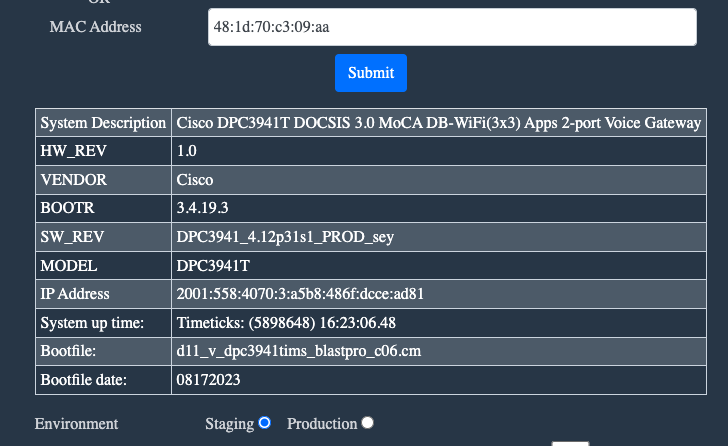 OR
MAC Address 48:1d:70:c3:09:aa
Submit
System Description Cisco DPC3941T DOCSIS 3.0 MoCA DB-WiFi(3x3) Apps 2-port Voice Gateway
HW_REV 1.0
VENDOR Cisco
BOOTR 3.4.19.3
SW_REV DPC3941_4.12p31s1_PROD_sey
MODEL DPC3941T
IP Address 2001:558:4070:3:a5b8:486f:dcce:ad81
System up time: Timeticks: (5898648) 16:23:06.48
Bootfile: d11_v_dpc3941tims_blastpro_c06.cm
Bootfile date: 08172023
Environment Staging Production